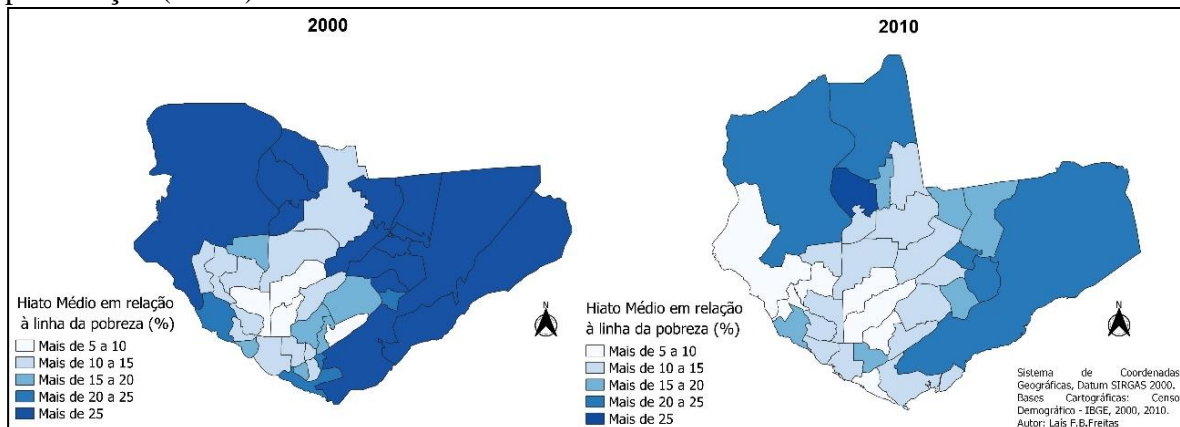 2000
2010
N
Hiato Médio em relação
à linha da pobreza (%)
Mais de 5 a 10
Mais de 10 a 15
Mais de 15 a 20
Mais de 20 a 25
Mais de 25
N
Hiato Médio em relação
à linha da pobreza (%)
Mais de 5 a 10
Mais de 10 a 15
Mais de 15 a 20
Mais de 20 a 25
Mais de 25
Sistema de Coordenadas
Geográficas, Datum SIRGAS 2000.
Bases Cartográficas: Censo
Demográfico - IBGE, 2000, 2010.
Autor: Laís F.B.Freitas